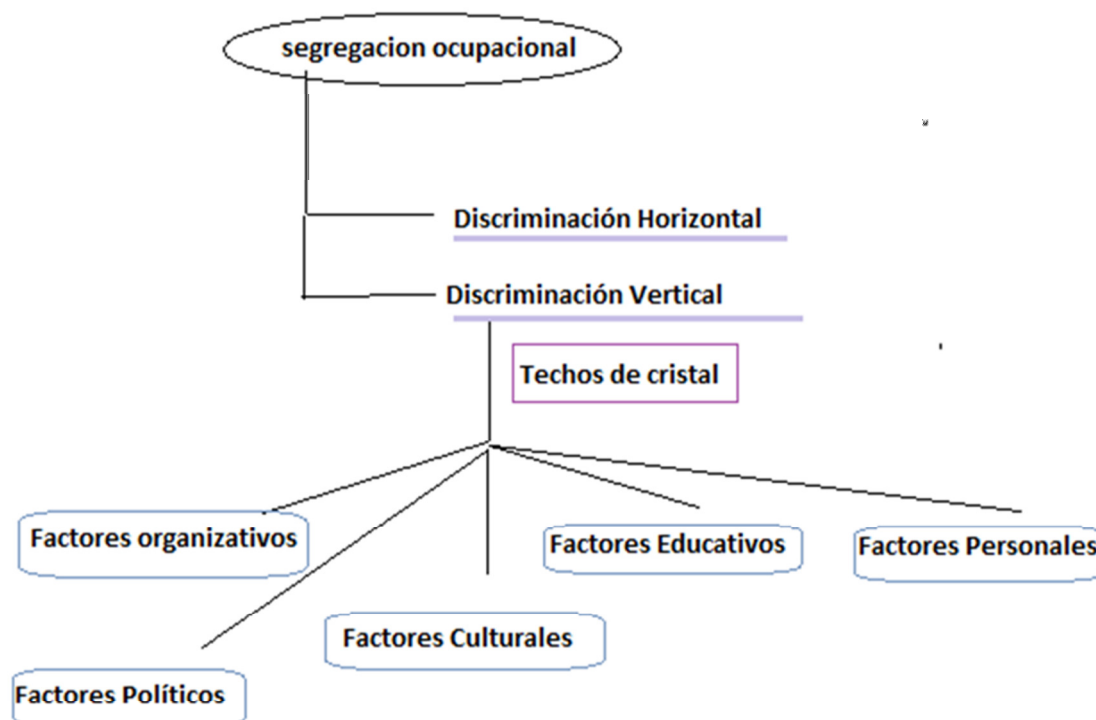 segregacion ocupacional
Discriminación Horizontal
Discriminación Vertical
Techos de cristal
Factores organizativos
Factores Educativos
Factores Personales
Factores Culturales
Factores Políticos